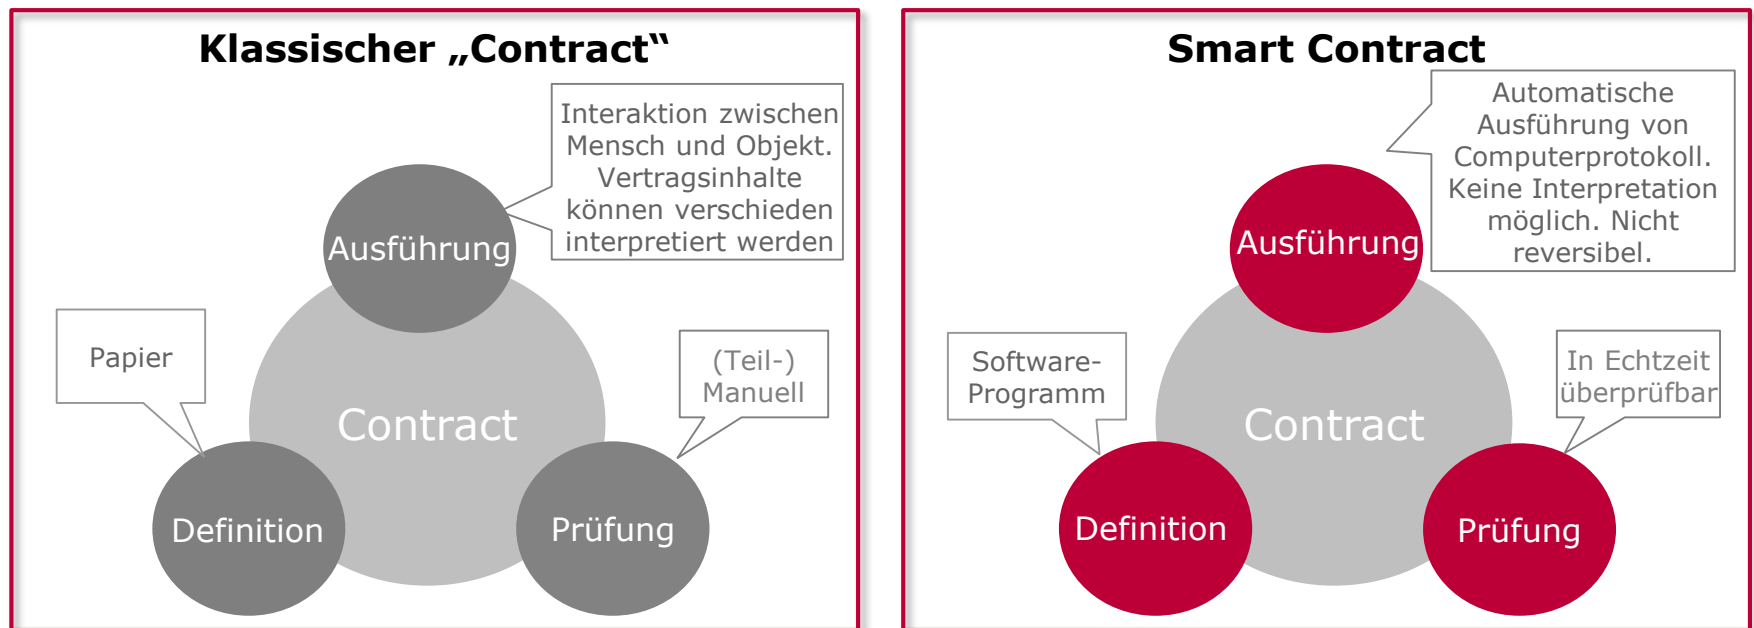 Klassischer „Contract“
Interaktion zwischen
Mensch und Objekt.
Vertragsinhalte
können verschieden
interpretiert werden
Ausführung
Papier
(Teil-)
Manuell
Contract
Definition
Prüfung
Smart Contract
Automatische
Ausführung von
Computerprotokoll.
Keine Interpretation
möglich. Nicht
reversibel.
Ausführung
Software-
Programm
In Echtzeit
überprüfbar
Contract
Definition
Prüfung